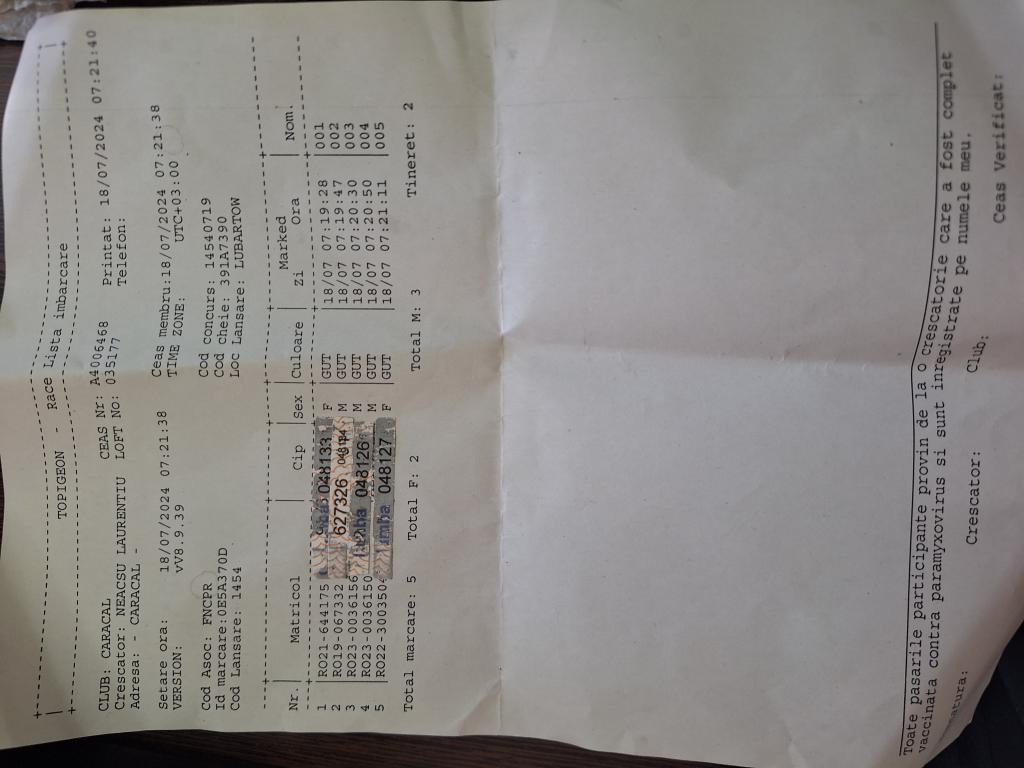 TOPIGEON - Race Lista imbarcare
CLUB: CARACAL CEAS NR: A4006468 Printat: 18/07/2024 07:21:40
Crescator: NEACSU LAURENTIU LOFT NO: 035177 Telefon:
Adresa: - CARACAL -
Setare ora: 18/07/2024 07:21:38 Ceas membru:18/07/2024 07:21:38
VERSION: vV8.9.39 TIME ZONE: UTC+03:00
Cod Asoc: FNCPR Cod concurs: 14540719
Id marcare:0E5A370D Cod cheie: 391A7390
Cod Lansare: 1454 Loc Lansare: LUBARTOW
Nr.| Matricol | Cip |sex |Culoare | Marked Zi Ora | Nom.
1 |RO21-644175 048133 F |GUT |18/07 07:19:28 |001
2 |RO19-067332 627326 M |GUT |18/07 07:19:47 |002
3 |RO23-0036156 M |GUT |18/07 07:20:30 |003
4 |RO23-0036150 048126 M |GUT |18/07 07:20:50 |004
5 |RO22-3003504 048127 F |GUT |18/07 07:21:11 |005
Total marcare: 5 Total F: 2 Total M: 3 Tineret: 2
Toate pasarile participante provin de la o crescatorie care a fost complet
vaccinata contra paramyxovirus si sunt inregistrate pe numele meu.
Crescator: Club: Ceas Verificat: